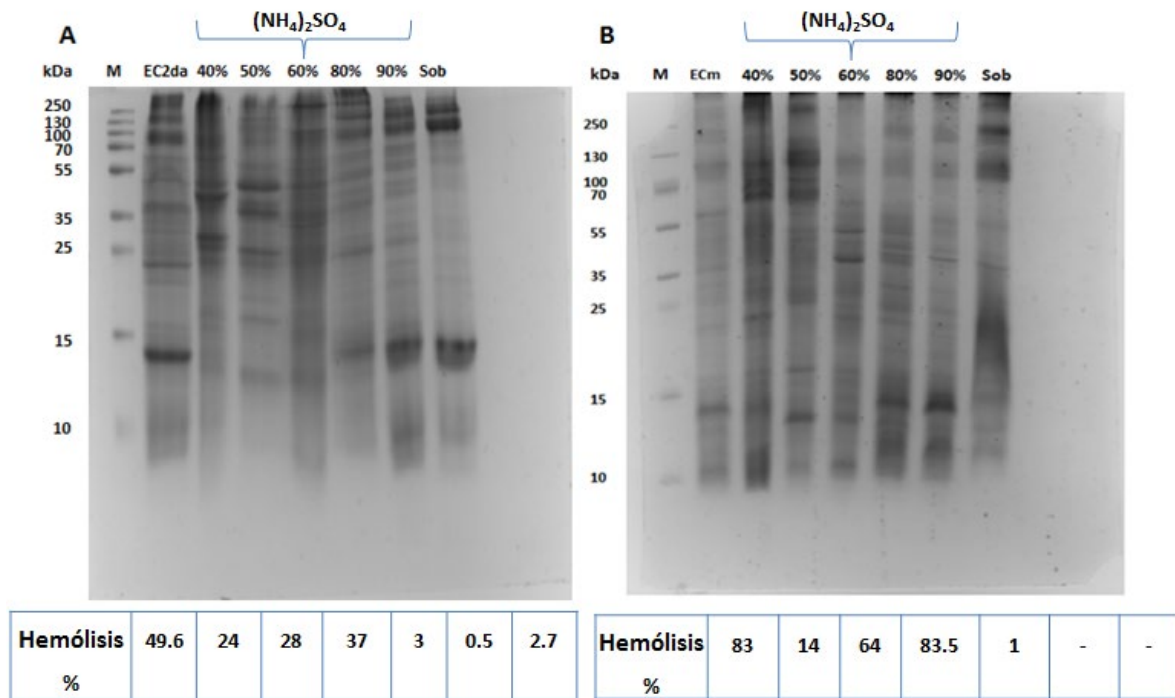 A
(NH₄)₂SO₄
kDa M EC2da 40% 50% 60% 80% 90% Sob
250
130
100
70
55
35
25
15
10
Hemólisis % 49.6 24 28 37 3 0.5 2.7
B
(NH₄)₂SO₄
kDa M ECm 40% 50% 60% 80% 90% Sob
250
130
100
70
55
35
25
15
10
Hemólisis % 83 14 64 83.5 1 - -